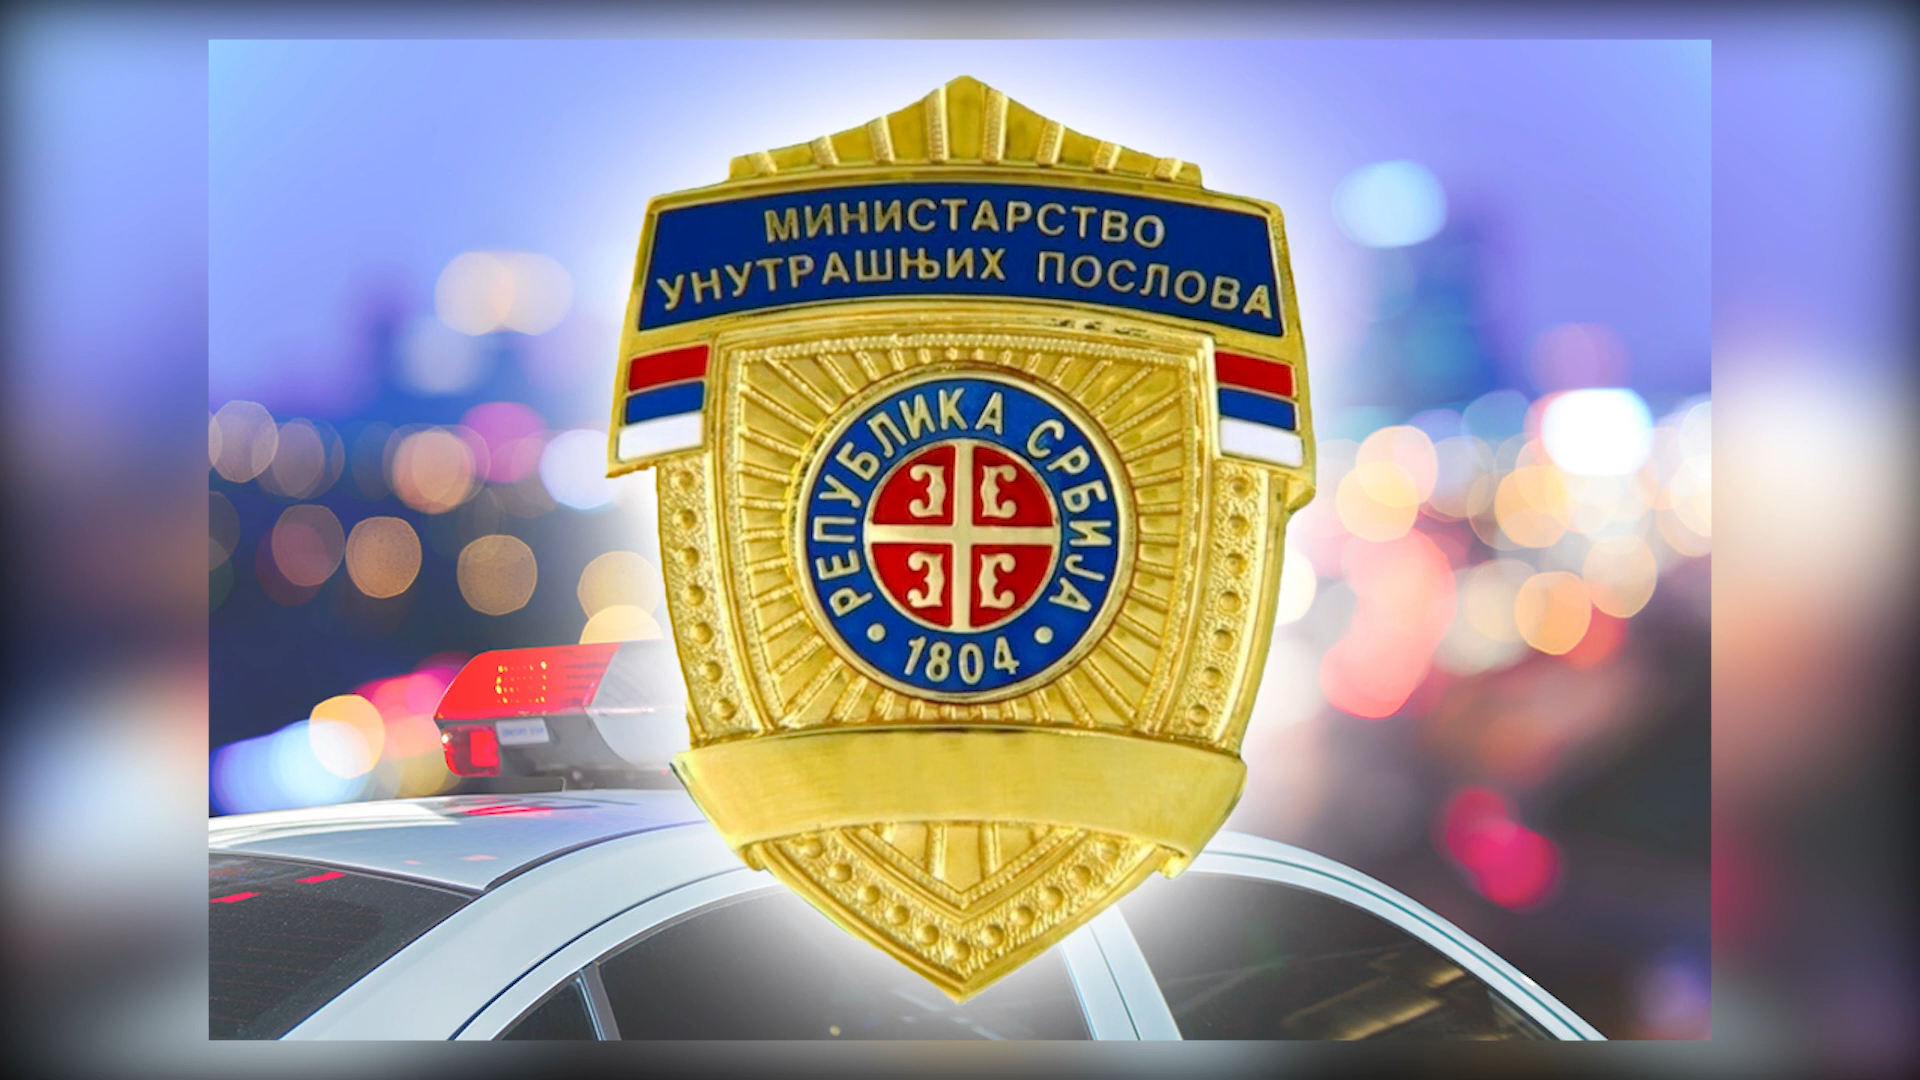 МИНИСТАРСТВО
УНУТРАШЊИХ ПОСЛОВА
РЕПУБЛИКА СРБИЈА
• 1804 •